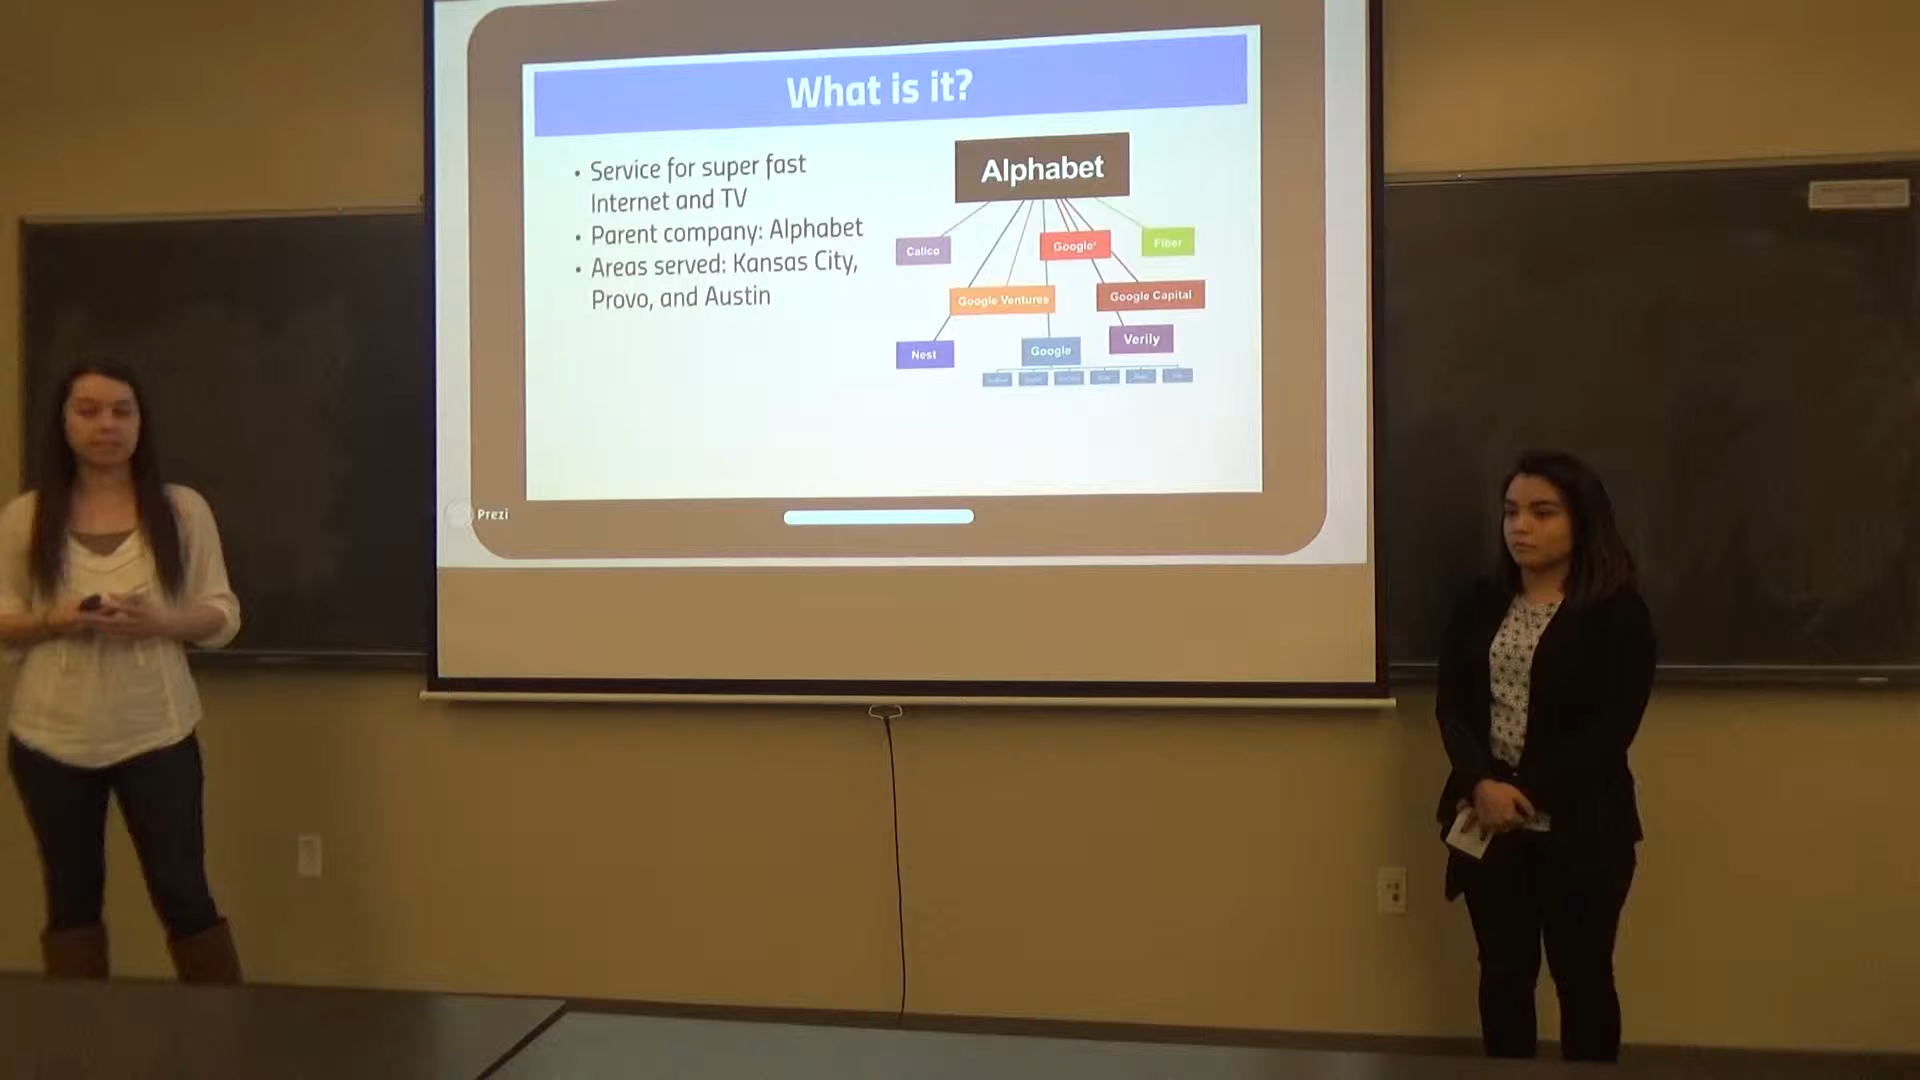 What is it?
• Service for super fast
Internet and TV
• Parent company: Alphabet
• Areas served: Kansas City,
Provo, and Austin
Alphabet
Calico
Google
Fiber
Google Ventures
Google Capital
Nest
Google
Verily
Prezi